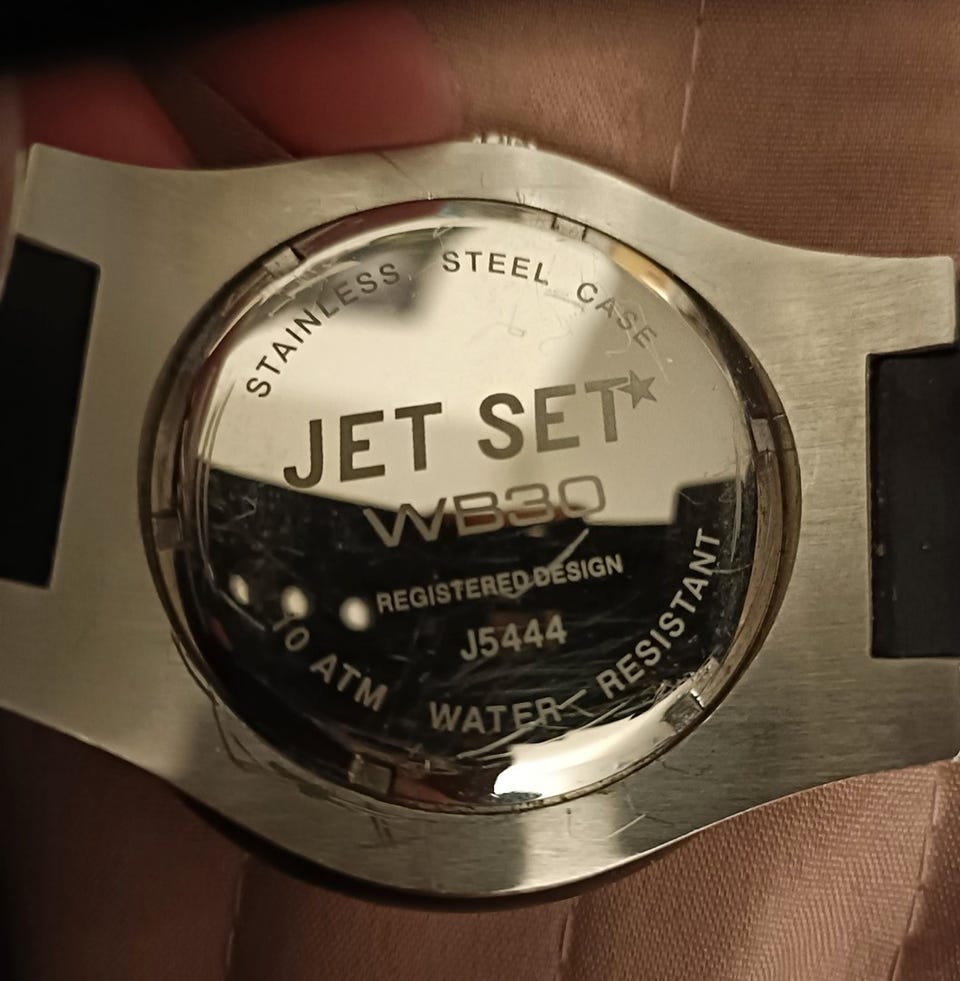 STAINLESS STEEL CASE
JET SET★
WB30
REGISTERED DESIGN
J5444
10 ATM WATER RESISTANT